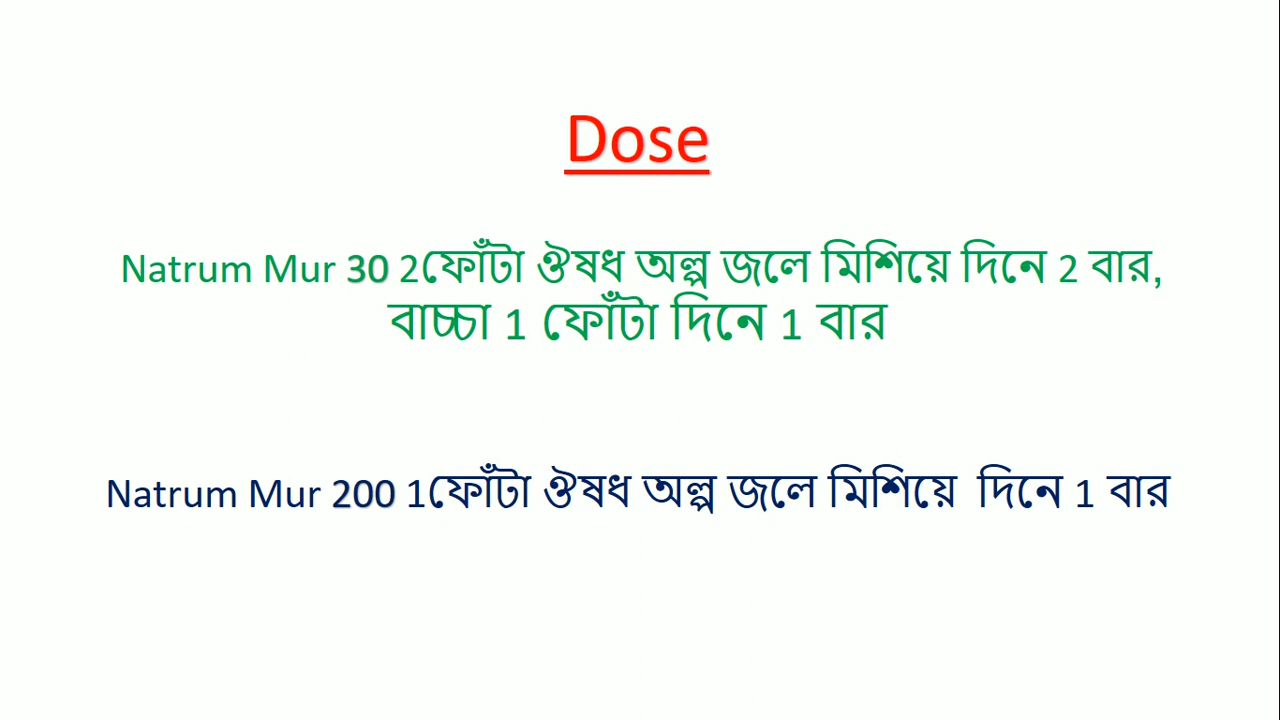 Dose
Natrum Mur 30 2ফোঁটা ঔষধ অল্প জলে মিশিয়ে দিনে 2 বার,
বাচ্চা 1 ফোঁটা দিনে 1 বার
Natrum Mur 200 1ফোঁটা ঔষধ অল্প জলে মিশিয়ে দিনে 1 বার